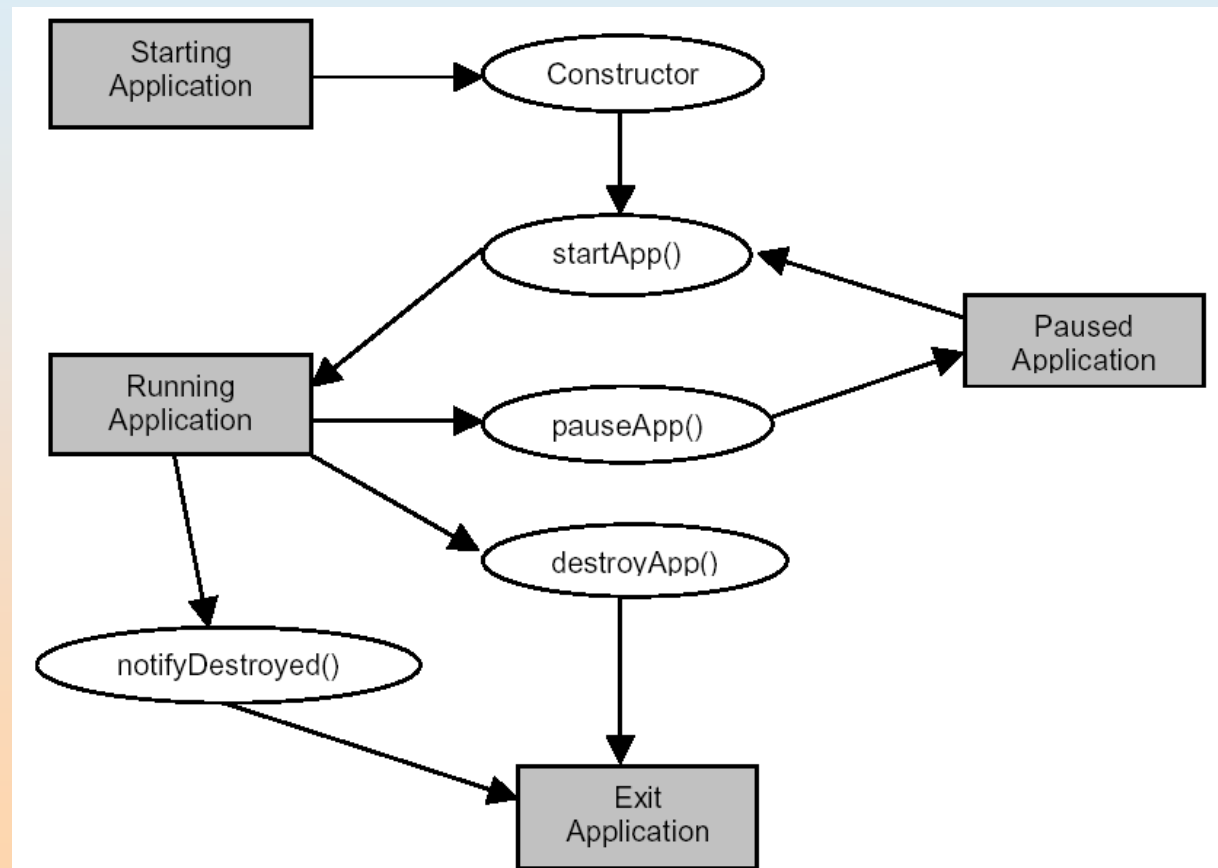 Starting
Application
Constructor
startApp()
Paused
Application
Running
Application
pauseApp()
destroyApp()
notifyDestroyed()
Exit
Application